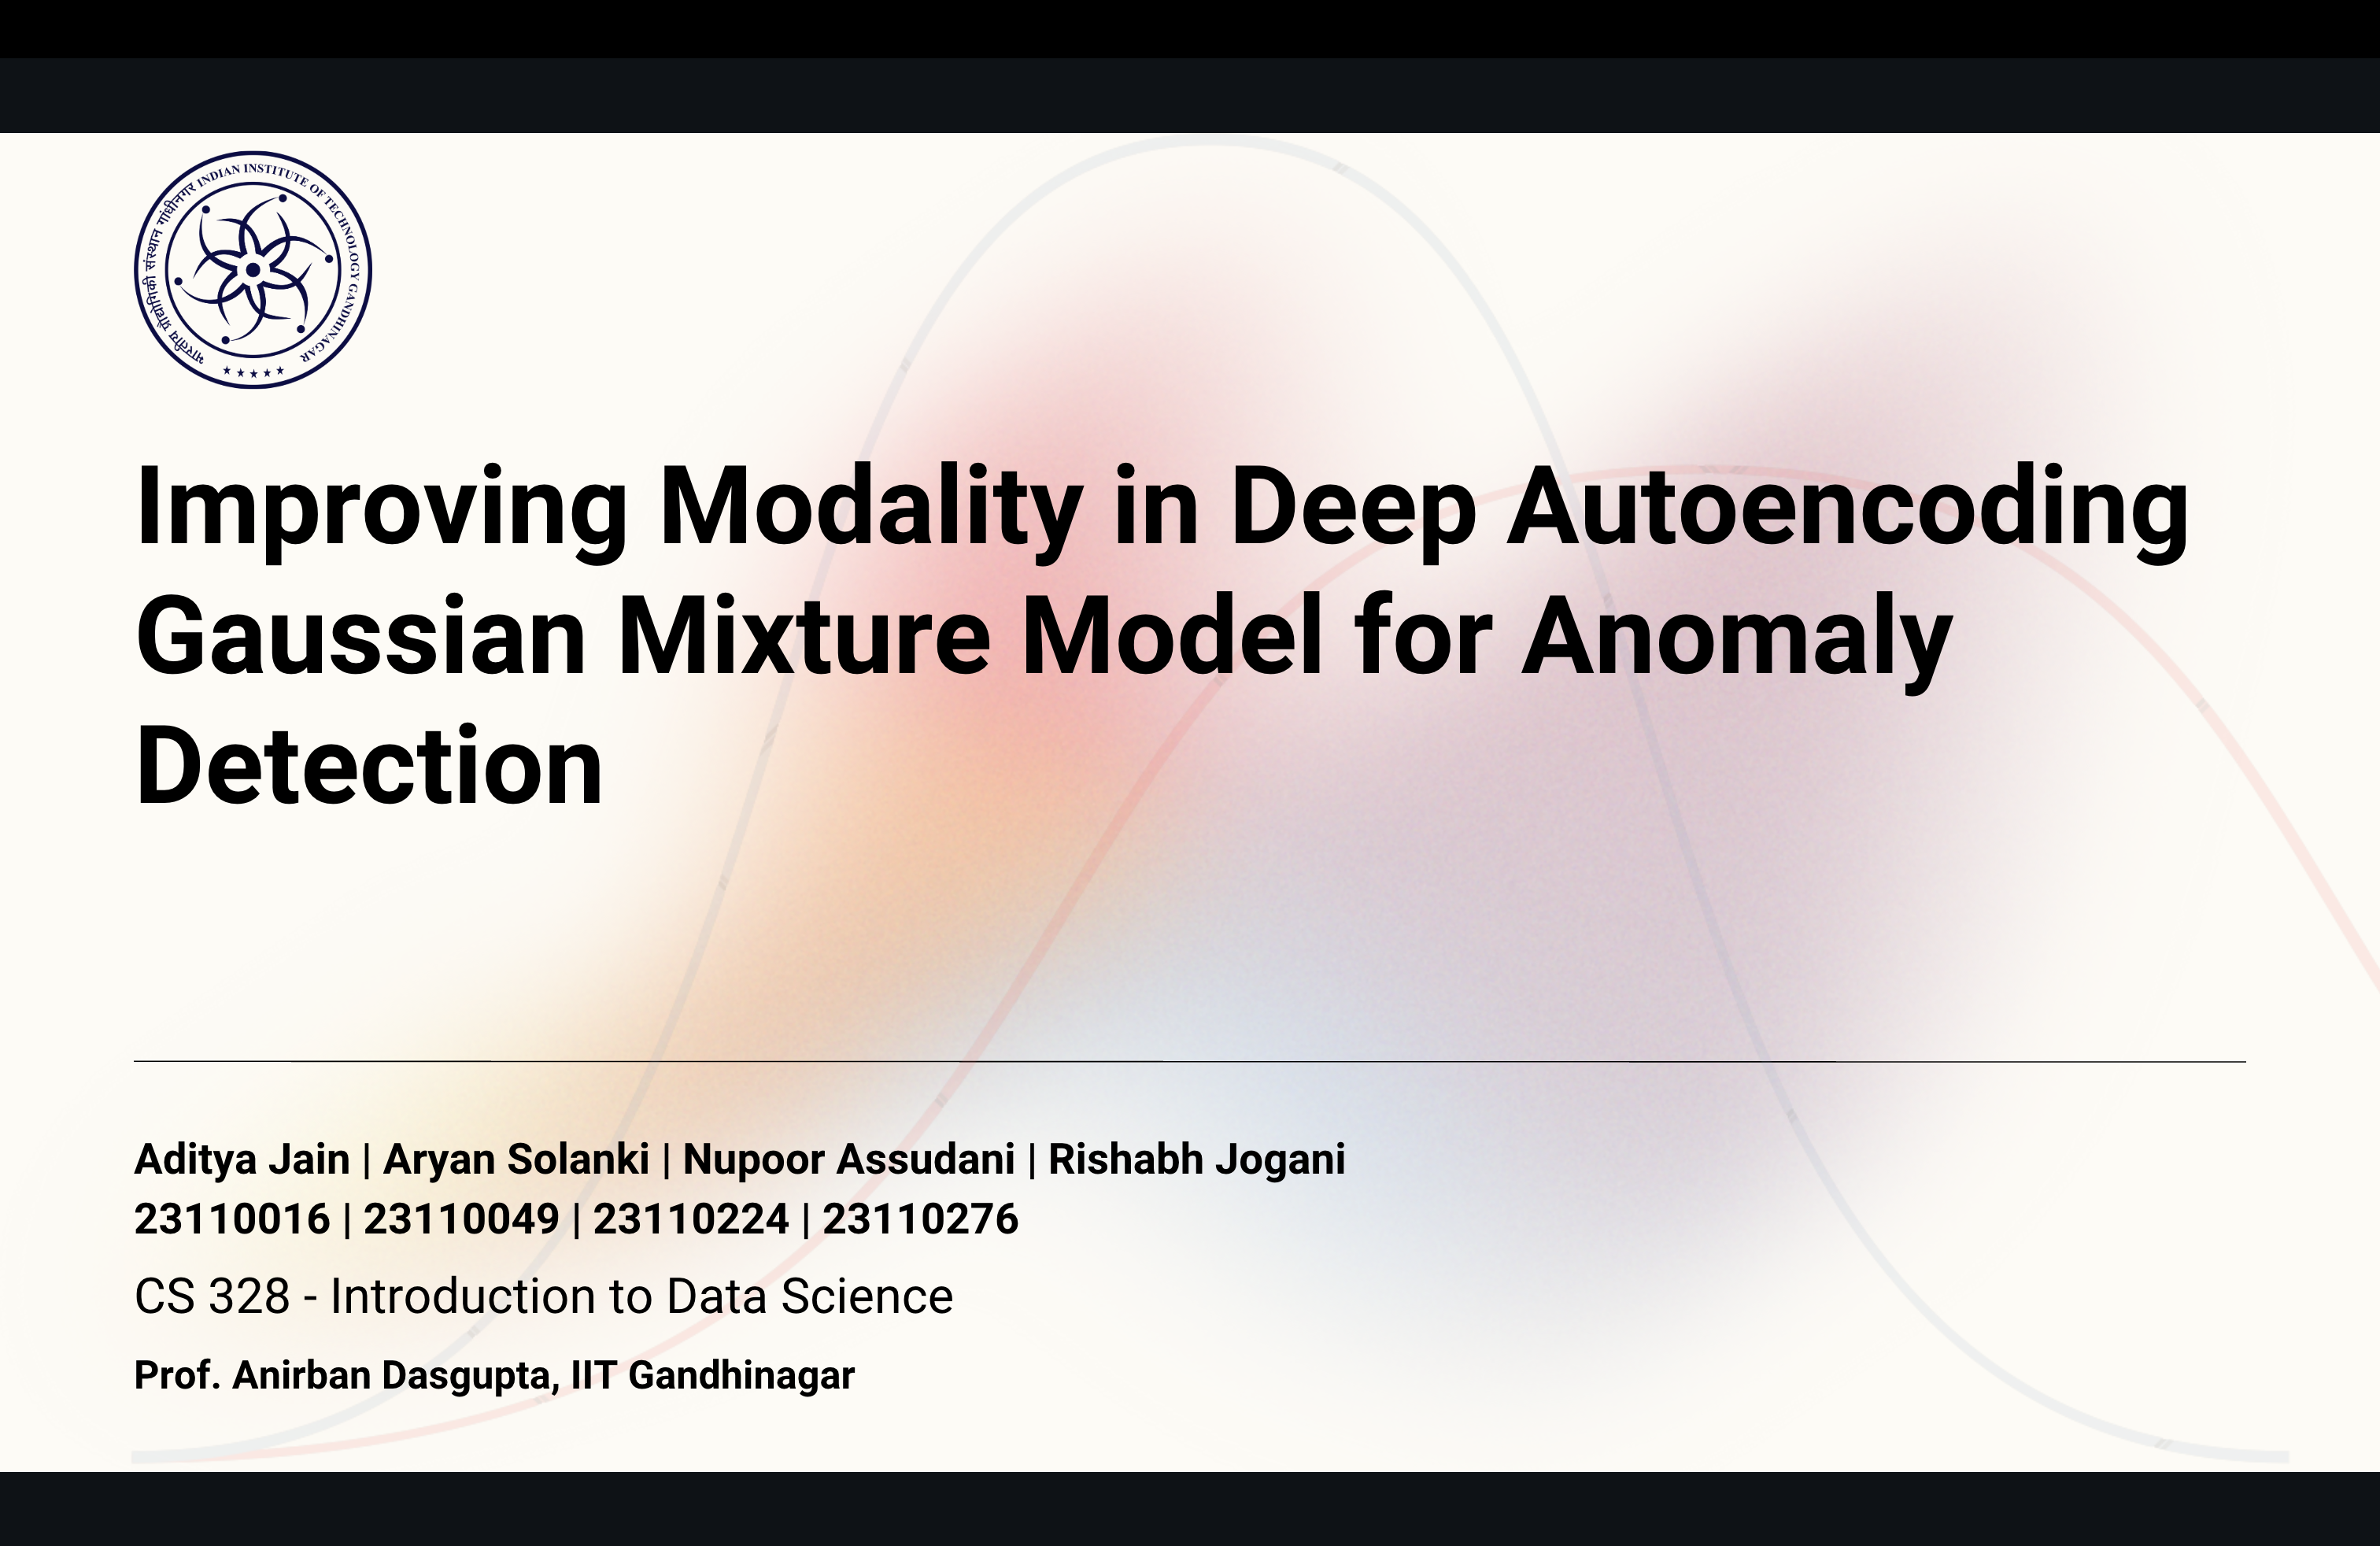 भारतीय प्रौद्योगिकी संस्थान गांधीनगर INDIAN INSTITUTE OF TECHNOLOGY GANDHINAGAR
Improving Modality in Deep Autoencoding
Gaussian Mixture Model for Anomaly
Detection
Aditya Jain | Aryan Solanki | Nupoor Assudani | Rishabh Jogani
23110016 | 23110049 | 23110224 | 23110276
CS 328 - Introduction to Data Science
Prof. Anirban Dasgupta, IIT Gandhinagar